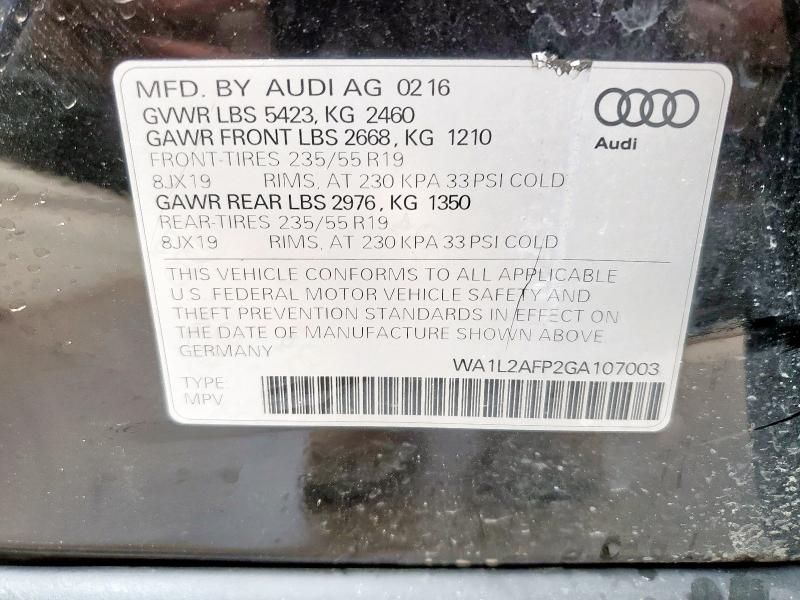 MFD. BY AUDI AG 0216
GVWR LBS 5423, KG 2460
GAWR FRONT LBS 2668, KG 1210
FRONT-TIRES 235/55 R19
8JX19 RIMS, AT 230 KPA 33 PSI COLD
GAWR REAR LBS 2976, KG 1350
REAR-TIRES 235/55 R19
8JX19 RIMS, AT 230 KPA 33 PSI COLD
Audi
THIS VEHICLE CONFORMS TO ALL APPLICABLE
U.S. FEDERAL MOTOR VEHICLE SAFETY AND
THEFT PREVENTION STANDARDS IN EFFECT ON
THE DATE OF MANUFACTURE SHOWN ABOVE
GERMANY
WA1L2AFP2GA107003
TYPE:
MPV